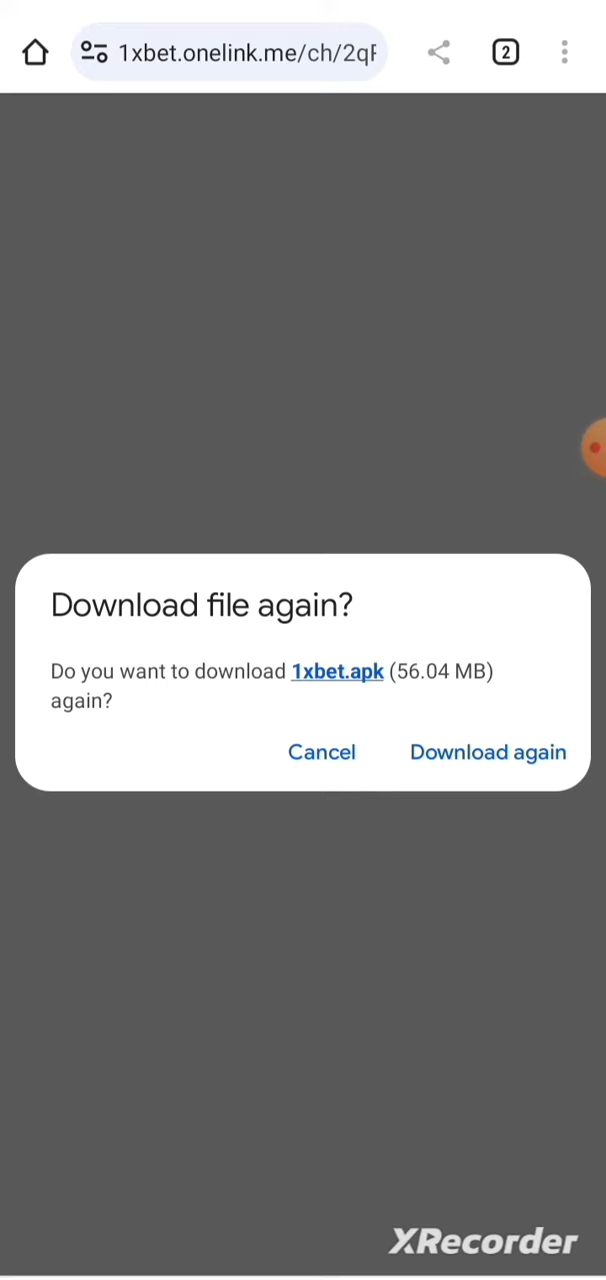 1xbet.onelink.me/ch/2q
2
Download file again?
Do you want to download 1xbet.apk (56.04 MB)
again?
Cancel Download again
XRecorder